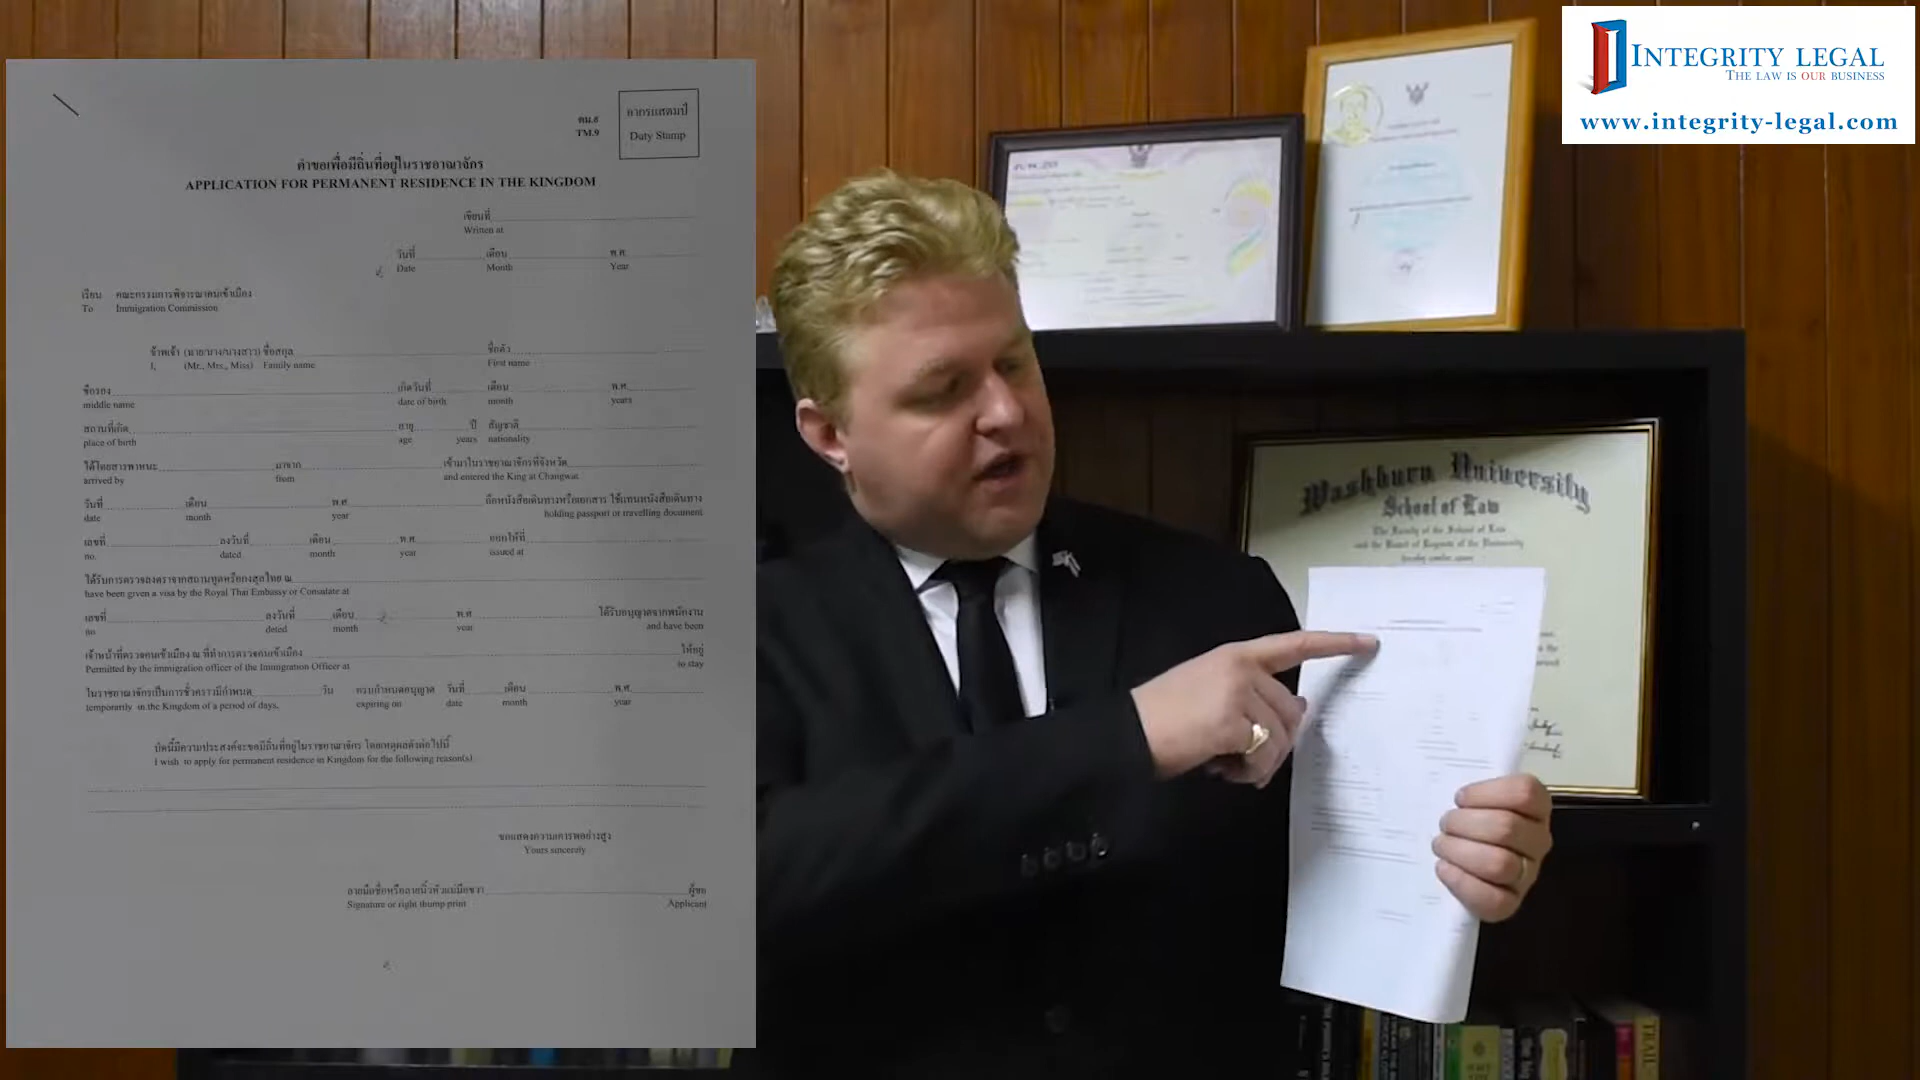 INTEGRITY LEGAL
THE LAW IS OUR BUSINESS
www.integrity-legal.com
อากรแสตมป์
Duty Stamp
ตม.๙
TM.9
คำขอเพื่อมีถิ่นที่อยู่ในราชอาณาจักร
APPLICATION FOR PERMANENT RESIDENCE IN THE KINGDOM
เขียนที่
Written at
วันที่ เดือน พ.ศ.
Date Month Year
เรียน คณะกรรมการพิจารณาคนเข้าเมือง
To Immigration Commission
ข้าพเจ้า (นาย/นาง/นางสาว) ชื่อสกุล ชื่อตัว
I, (Mr., Mrs., Miss) Family name First name
ชื่อรอง เกิดวันที่ เดือน พ.ศ.
middle name date of birth month years
สถานที่เกิด อายุ ปี สัญชาติ
place of birth age years nationality
ได้โดยสารพาหนะ มาจาก เข้ามาในราชอาณาจักรที่จังหวัด
arrived by from and entered the King at Changwat
วันที่ เดือน พ.ศ. ถือหนังสือเดินทางหรือเอกสาร ใช้แทนหนังสือเดินทาง
date month year holding passport or travelling document
เลขที่ ลงวันที่ เดือน พ.ศ. ออกให้ที่
no. dated month year issued at
ได้รับการตรวจลงตราจากสถานทูตหรือกงสุลไทย ณ
have been given a visa by the Royal Thai Embassy or Consulate at
เลขที่ ลงวันที่ เดือน พ.ศ. ได้รับอนุญาตจากพนักงาน
no deted month year and have been
เจ้าหน้าที่ตรวจคนเข้าเมือง ณ ที่ทำการตรวจคนเข้าเมือง ให้อยู่
Permitted by the immigration officer of the Immigration Officer at to stay
ในราชอาณาจักรเป็นการชั่วคราวมีกำหนด วัน ครบกำหนดอนุญาต วันที่ เดือน พ.ศ.
temporarily in the Kingdom of a period of days, expiring on date month year
บัดนี้มีความประสงค์จะขอมีถิ่นที่อยู่ในราชอาณาจักร โดยเหตุผลดังต่อไปนี้
I wish to apply for permanent residence in Kingdom for the following reason(s)
ขอแสดงความเคารพอย่างสูง
Yours sincerely
ลายมือชื่อหรือลายนิ้วหัวแม่มือขวา ผู้ขอ
Signature or right thump print Applicant
Washburn University
School of Law
The Faculty of the School of Law
and the Board of Regents of the University
hereby confer upon